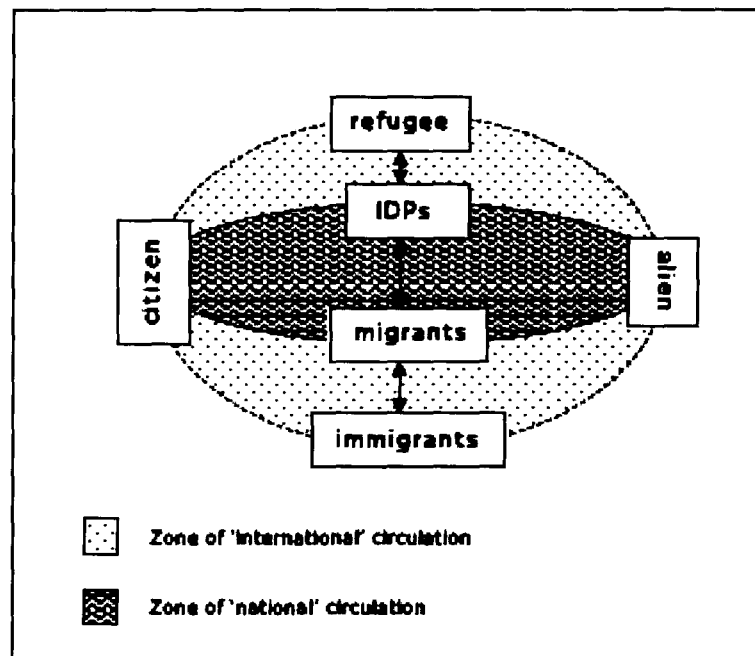 refugee
IDPs
citizen
alien
migrants
immigrants
Zone of 'international' circulation
Zone of 'national' circulation